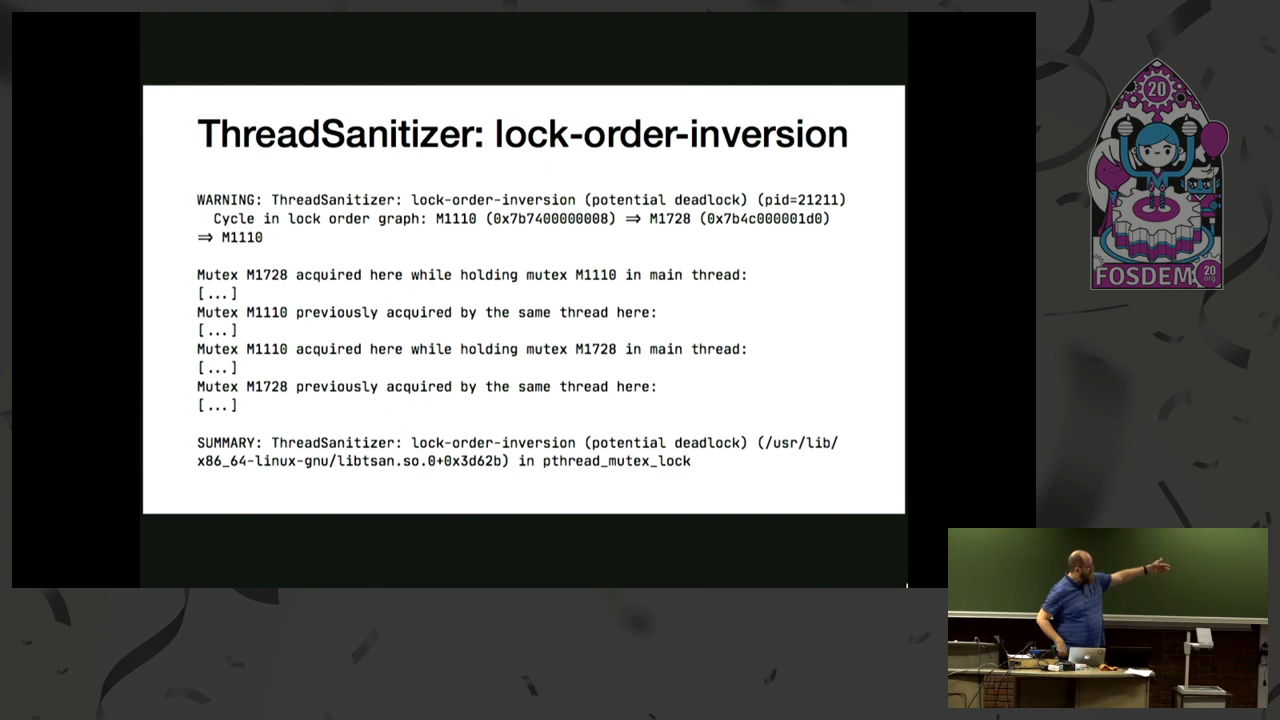 ThreadSanitizer: lock-order-inversion
WARNING: ThreadSanitizer: lock-order-inversion (potential deadlock) (pid=21211)
Cycle in lock order graph: M1110 (0x7b7400000008) => M1728 (0x7b4c000001d0)
=> M1110
Mutex M1728 acquired here while holding mutex M1110 in main thread:
[...]
Mutex M1110 previously acquired by the same thread here:
[...]
Mutex M1110 acquired here while holding mutex M1728 in main thread:
[...]
Mutex M1728 previously acquired by the same thread here:
[...]
SUMMARY: ThreadSanitizer: lock-order-inversion (potential deadlock) (/usr/lib/
x86_64-linux-gnu/libtsan.so.0+0x3d62b) in pthread_mutex_lock
20
FOSDEM
20
.org